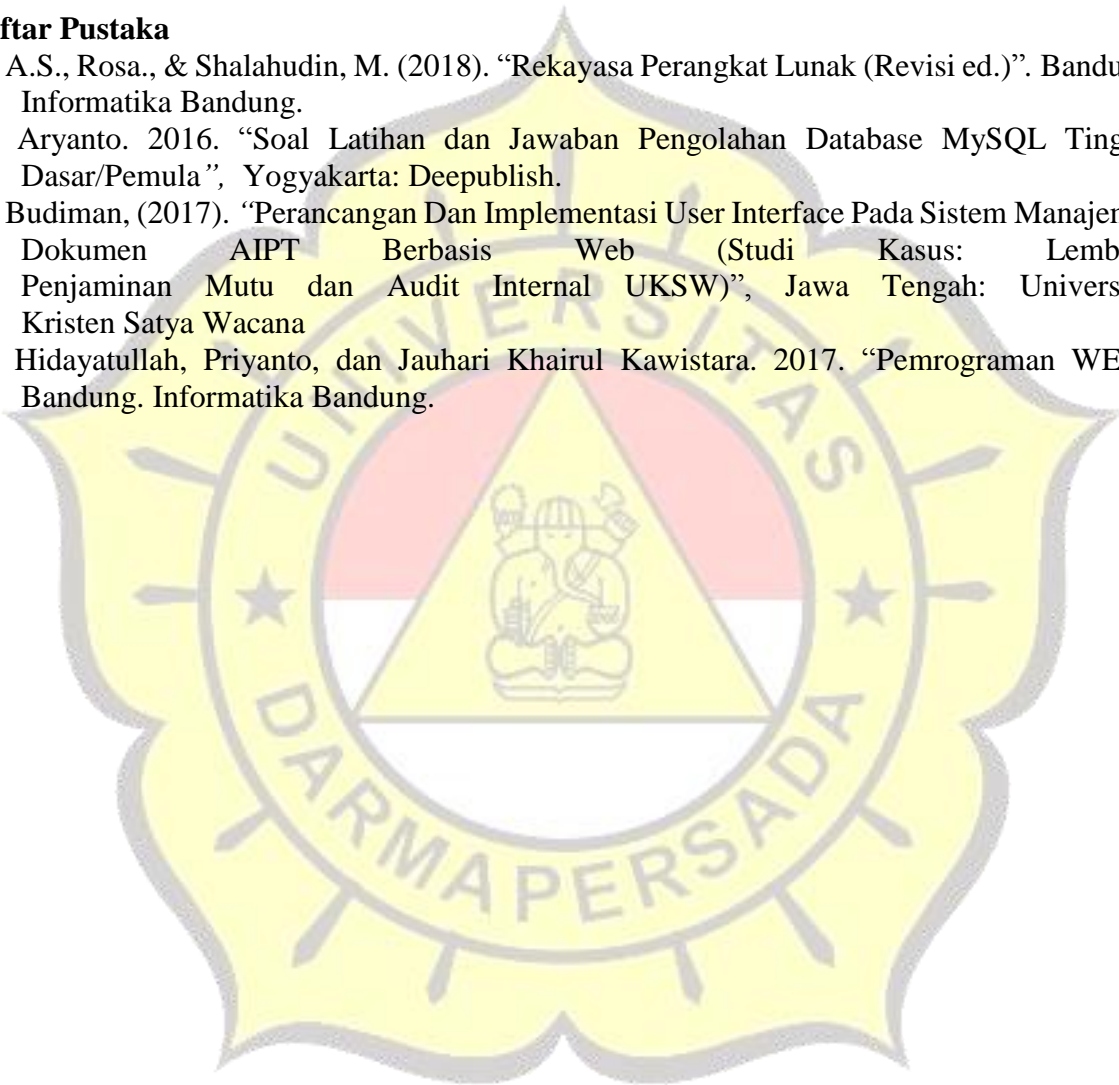 ftar Pustaka
A.S., Rosa., & Shalahudin, M. (2018). “Rekayasa Perangkat Lunak (Revisi ed.)”. Bandu
Informatika Bandung.
Aryanto. 2016. “Soal Latihan dan Jawaban Pengolahan Database MySQL Ting
Dasar/Pemula”, Yogyakarta: Deepublish.
Budiman, (2017). “Perancangan Dan Implementasi User Interface Pada Sistem Manajer
Dokumen AIPT Berbasis Web (Studi Kasus: Lemb
Penjaminan Mutu dan Audit Internal UKSW)”, Jawa Tengah: Univers
Kristen Satya Wacana
Hidayatullah, Priyanto, dan Jauhari Khairul Kawistara. 2017. “Pemrograman WE
Bandung. Informatika Bandung.
UNIVERSITAS
DARMAPERSADA